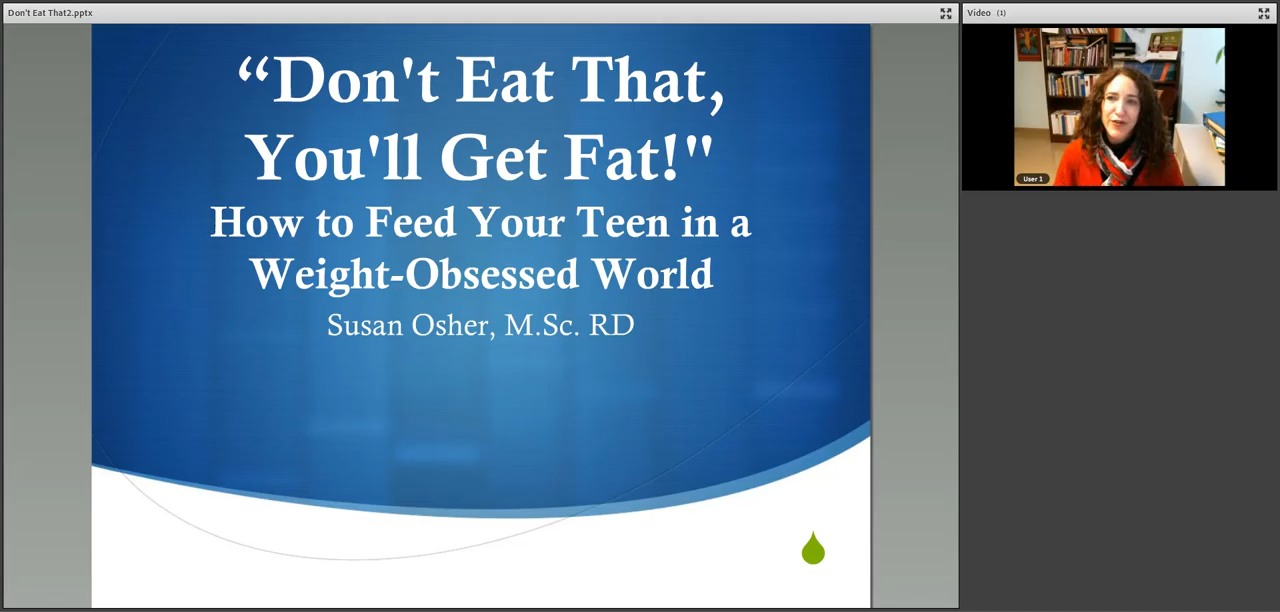 Don't Eat That2.pptx
Video (1)
“Don't Eat That,
You'll Get Fat!"
How to Feed Your Teen in a
Weight-Obsessed World
Susan Osher, M.Sc. RD
User 1